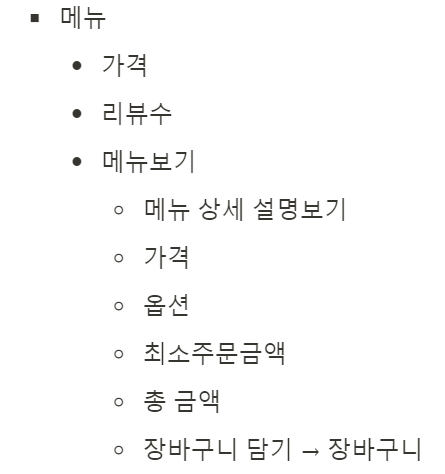 메뉴
가격
리뷰수
메뉴보기
메뉴 상세 설명보기
가격
옵션
최소주문금액
총 금액
장바구니 담기 → 장바구니